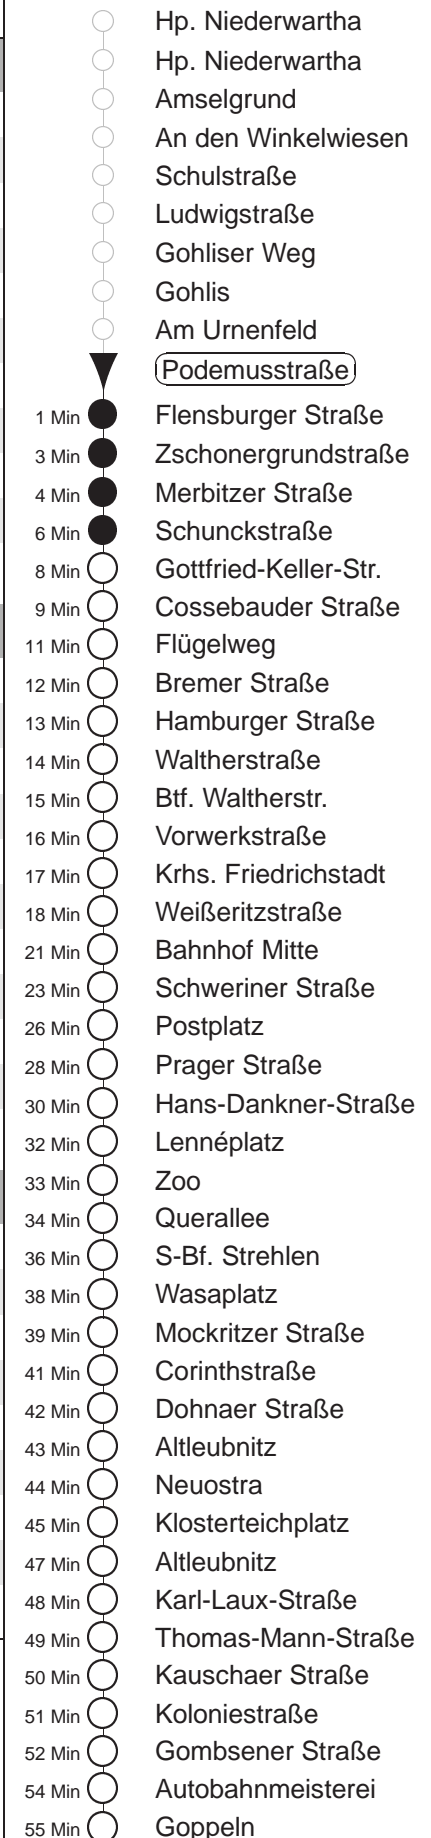 Hp. Niederwartha
Hp. Niederwartha
Amselgrund
An den Winkelwiesen
Schulstraße
Ludwigstraße
Gohliser Weg
Gohlis
Am Urnenfeld
Podemusstraße
1 Min Flensburger Straße
3 Min Zschonergrundstraße
4 Min Merbitzer Straße
6 Min Schunckstraße
8 Min Gottfried-Keller-Str.
9 Min Cossebauder Straße
11 Min Flügelweg
12 Min Bremer Straße
13 Min Hamburger Straße
14 Min Waltherstraße
15 Min Btf. Waltherstr.
16 Min Vorwerkstraße
17 Min Krhs. Friedrichstadt
18 Min Weißeritzstraße
21 Min Bahnhof Mitte
23 Min Schweriner Straße
26 Min Postplatz
28 Min Prager Straße
30 Min Hans-Dankner-Straße
32 Min Lennéplatz
33 Min Zoo
34 Min Querallee
36 Min S-Bf. Strehlen
38 Min Wasaplatz
39 Min Mockritzer Straße
41 Min Corinthstraße
42 Min Dohnaer Straße
43 Min Altleubnitz
44 Min Neuostra
45 Min Klosterteichplatz
47 Min Altleubnitz
48 Min Karl-Laux-Straße
49 Min Thomas-Mann-Straße
50 Min Kauschaer Straße
51 Min Koloniestraße
52 Min Gombsener Straße
54 Min Autobahnmeisterei
55 Min Goppeln